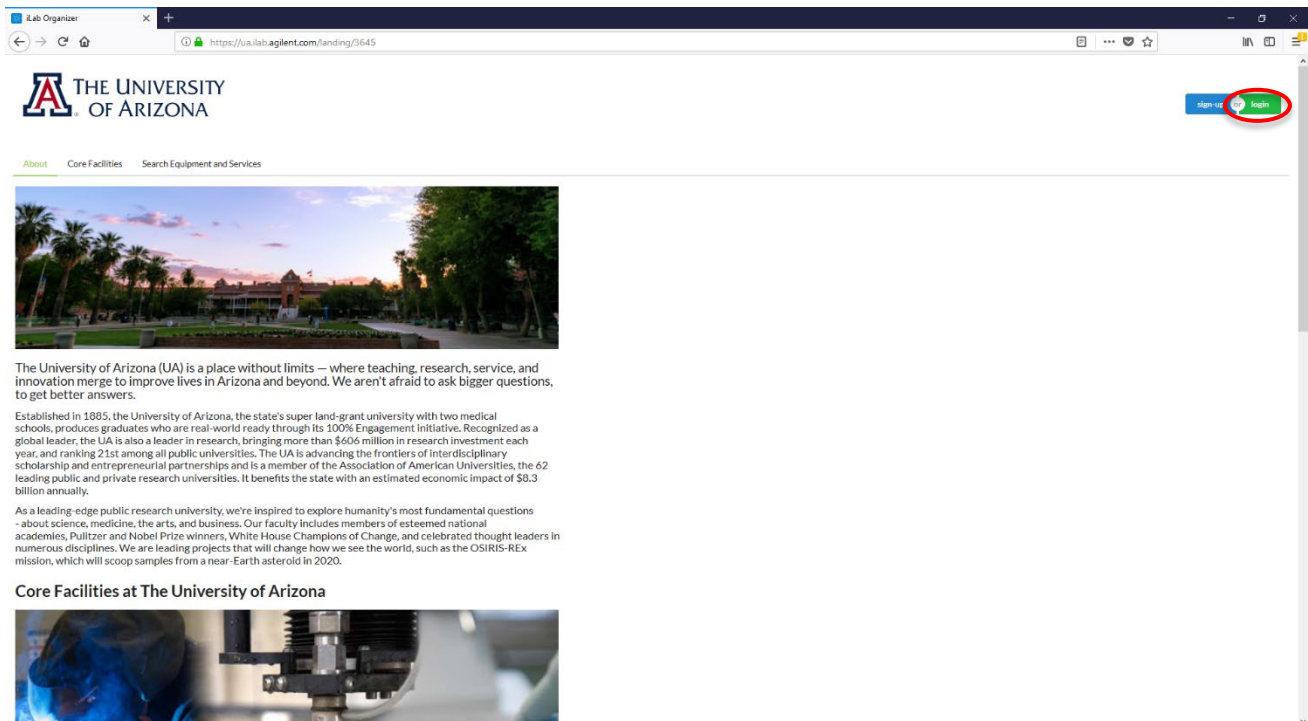 iLab Organizer
https://ua.ilab.agilent.com/landing/3645
THE UNIVERSITY
OF ARIZONA
sign-up or login
About Core Facilities Search Equipment and Services
The University of Arizona (UA) is a place without limits — where teaching, research, service, and
innovation merge to improve lives in Arizona and beyond. We aren't afraid to ask bigger questions,
to get better answers.
Established in 1885, the University of Arizona, the state's super land-grant university with two medical
schools, produces graduates who are real-world ready through its 100% Engagement initiative. Recognized as a
global leader, the UA is also a leader in research, bringing more than $606 million in research investment each
year, and ranking 21st among all public universities. The UA is advancing the frontiers of interdisciplinary
scholarship and entrepreneurial partnerships and is a member of the Association of American Universities, the 62
leading public and private research universities. It benefits the state with an estimated economic impact of $8.3
billion annually.
As a leading-edge public research university, we're inspired to explore humanity's most fundamental questions
- about science, medicine, the arts, and business. Our faculty includes members of esteemed national
academies, Pulitzer and Nobel Prize winners, White House Champions of Change, and celebrated thought leaders in
numerous disciplines. We are leading projects that will change how we see the world, such as the OSIRIS-REx
mission, which will scoop samples from a near-Earth asteroid in 2020.
Core Facilities at The University of Arizona